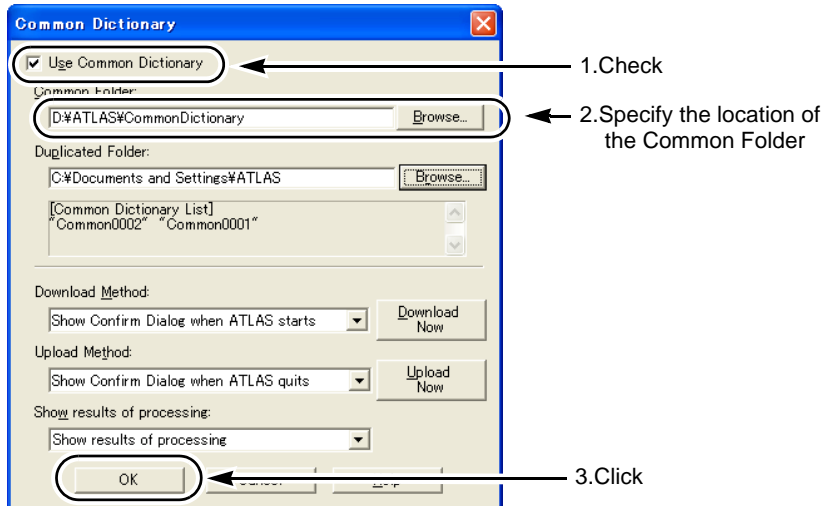 Common Dictionary
Use Common Dictionary
1.Check
Common Folder:
D:¥ATLAS¥CommonDictionary
Browse...
2.Specify the location of
the Common Folder
Duplicated Folder:
C:¥Documents and Settings¥ATLAS
Browse...
[Common Dictionary List]
"Common0002" "Common0001"
Download Method:
Show Confirm Dialog when ATLAS starts
Download
Now
Upload Method:
Show Confirm Dialog when ATLAS quits
Upload
Now
Show results of processing:
Show results of processing
OK
Cancel
Help
3.Click